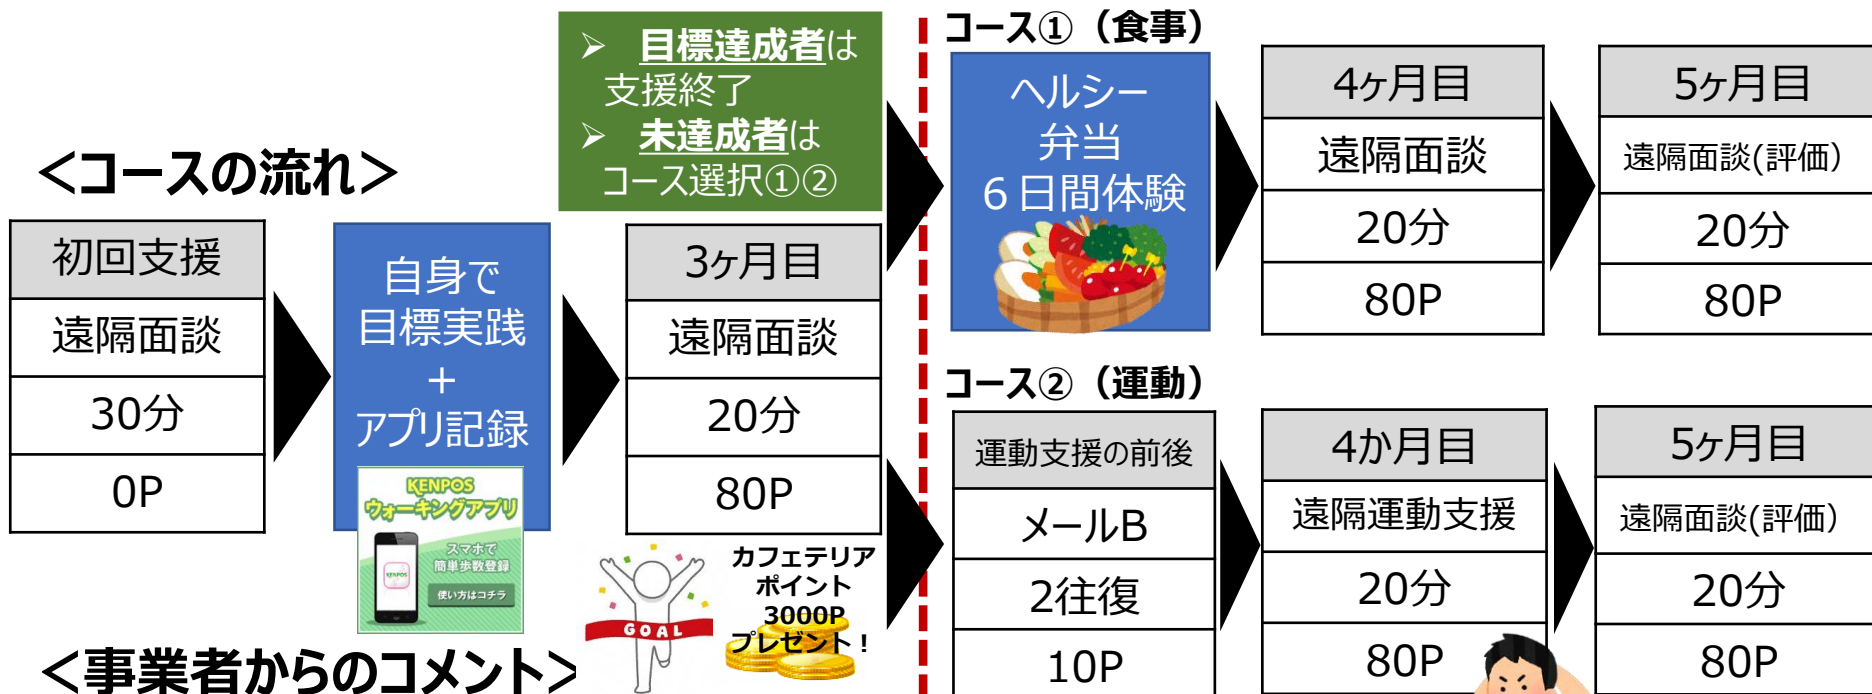 <コースの流れ>
初回支援
遠隔面談
30分
0P
自身で
目標実践
+
アプリ記録
KENPOS
ウォーキングアプリ
スマホで
簡単歩数登録
KENPOS
使い方はコチラ
➢ 目標達成者は
支援終了
➢ 未達成者は
コース選択①②
3ヶ月目
遠隔面談
20分
80P
GOAL
カフェテリア
ポイント
3000P
プレゼント!
コース①(食事)
ヘルシー
弁当
6日間体験
4ヶ月目
遠隔面談
20分
80P
5ヶ月目
遠隔面談(評価)
20分
80P
コース②(運動)
運動支援の前後
メールB
2往復
10P
4か月目
遠隔運動支援
20分
80P
5ヶ月目
遠隔面談(評価)
20分
80P
<事業者からのコメント>